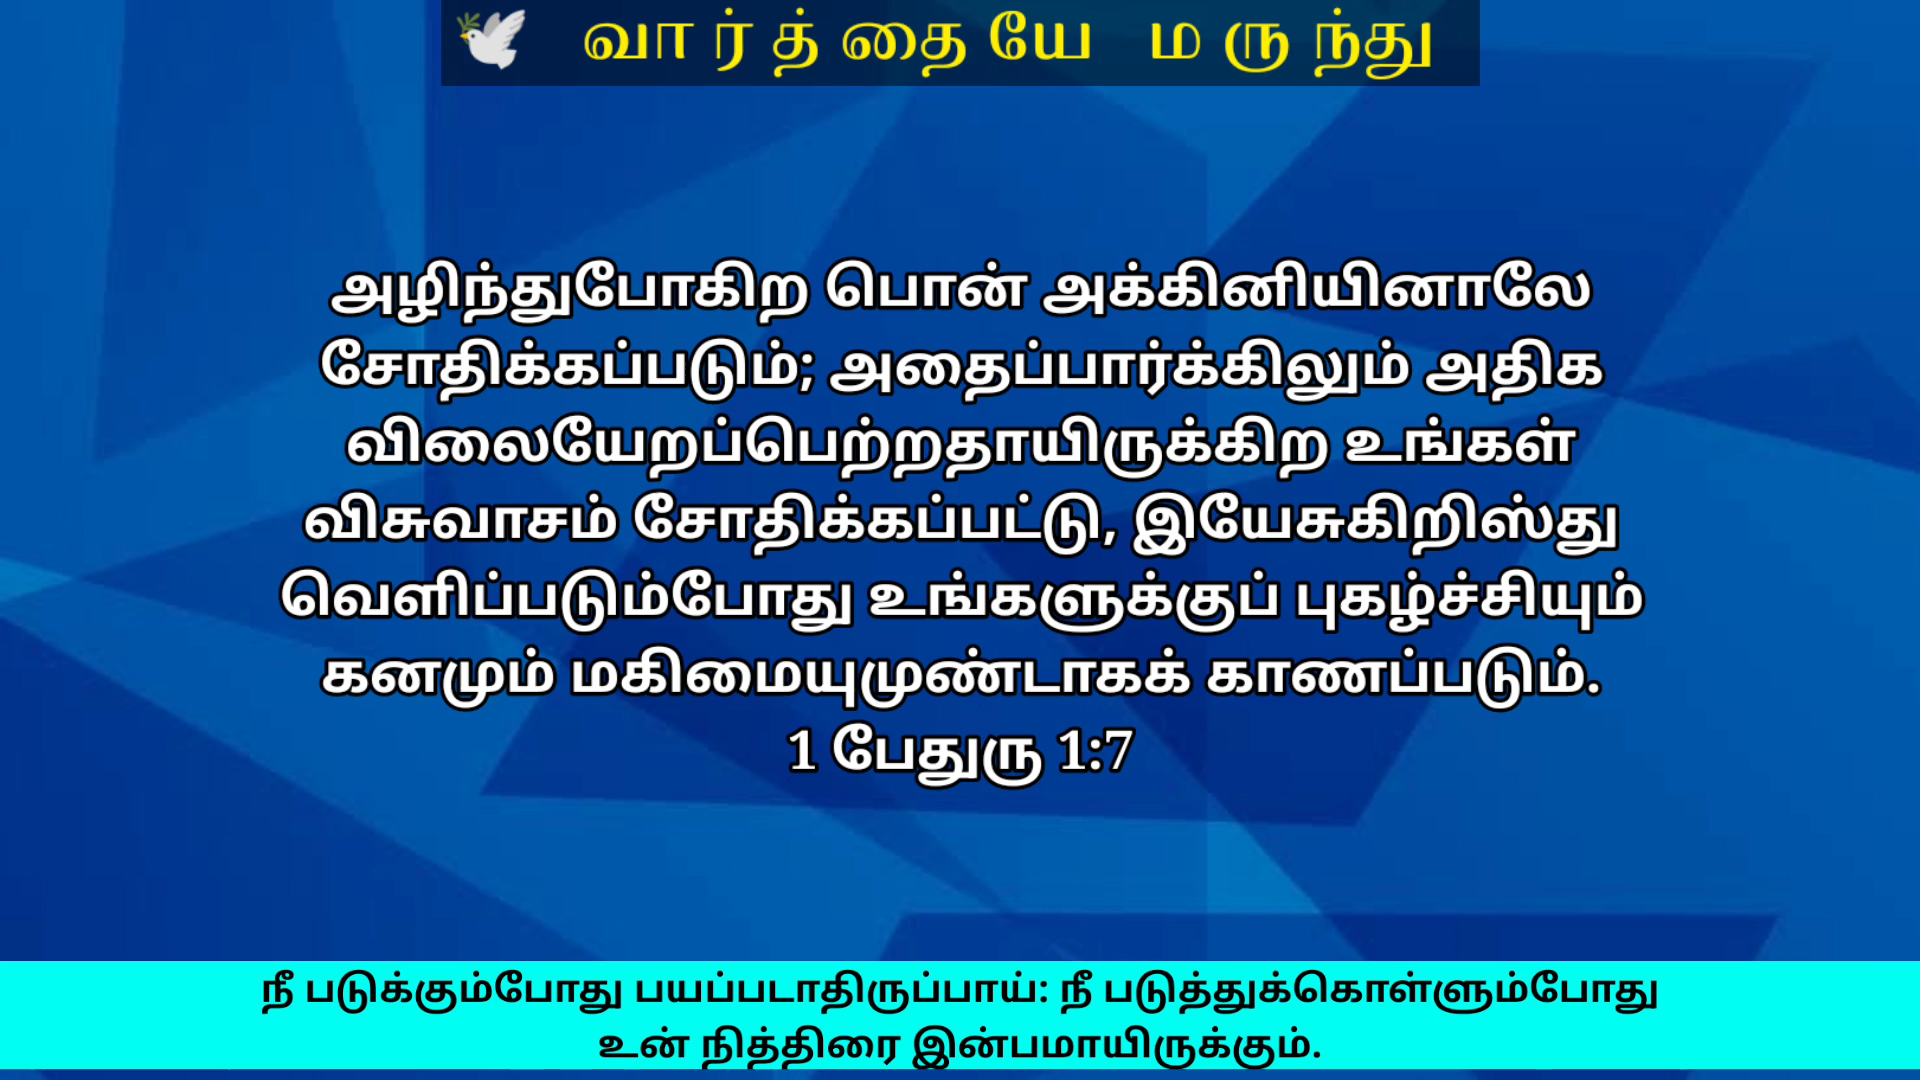 🕊️ வார்த்தையே மருந்து
அழிந்துபோகிற பொன் அக்கினியினாலே
சோதிக்கப்படும்; அதைப்பார்க்கிலும் அதிக
விலையேறப்பெற்றதாயிருக்கிற உங்கள்
விசுவாசம் சோதிக்கப்பட்டு, இயேசுகிறிஸ்து
வெளிப்படும்போது உங்களுக்குப் புகழ்ச்சியும்
கனமும் மகிமையுமுண்டாகக் காணப்படும்.
1 பேதுரு 1:7
நீ படுக்கும்போது பயப்படாதிருப்பாய்: நீ படுத்துக்கொள்ளும்போது
உன் நித்திரை இன்பமாயிருக்கும்.